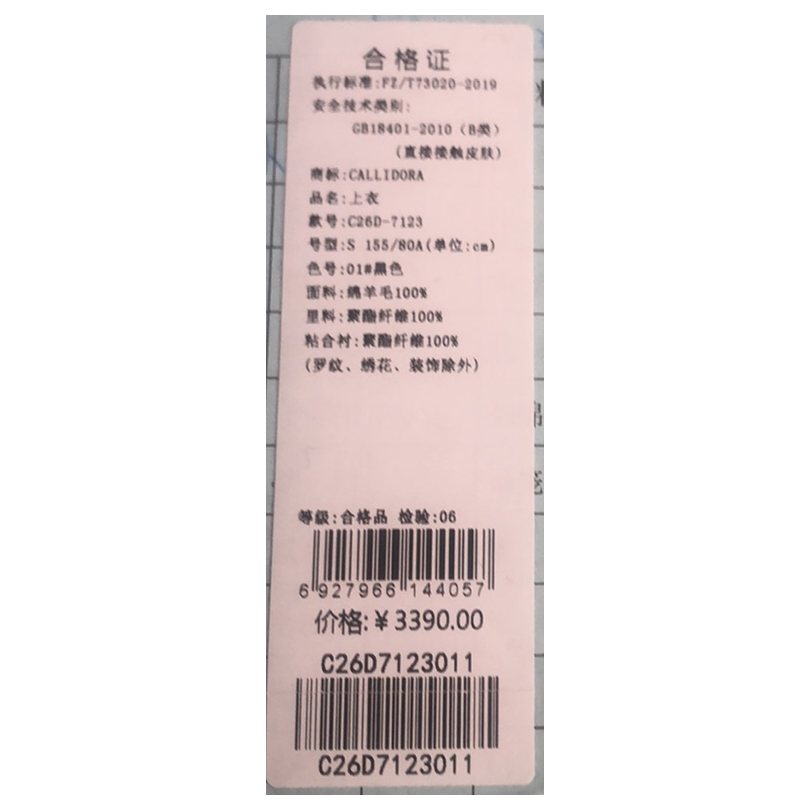 合格证
执行标准:FZ/T73020-2019
安全技术类别:
GB18401-2010（B类）
（直接接触皮肤）
商标:CALLIDORA
品名:上衣
款号:C26D-7123
号型:S 155/80A(单位:cm)
色号:01#黑色
面料:绵羊毛100%
里料:聚酯纤维100%
粘合衬:聚酯纤维100%
(罗纹、绣花、装饰除外)
等级:合格品 检验:06
6 927966 144057
价格:¥3390.00
C26D7123011
C26D7123011